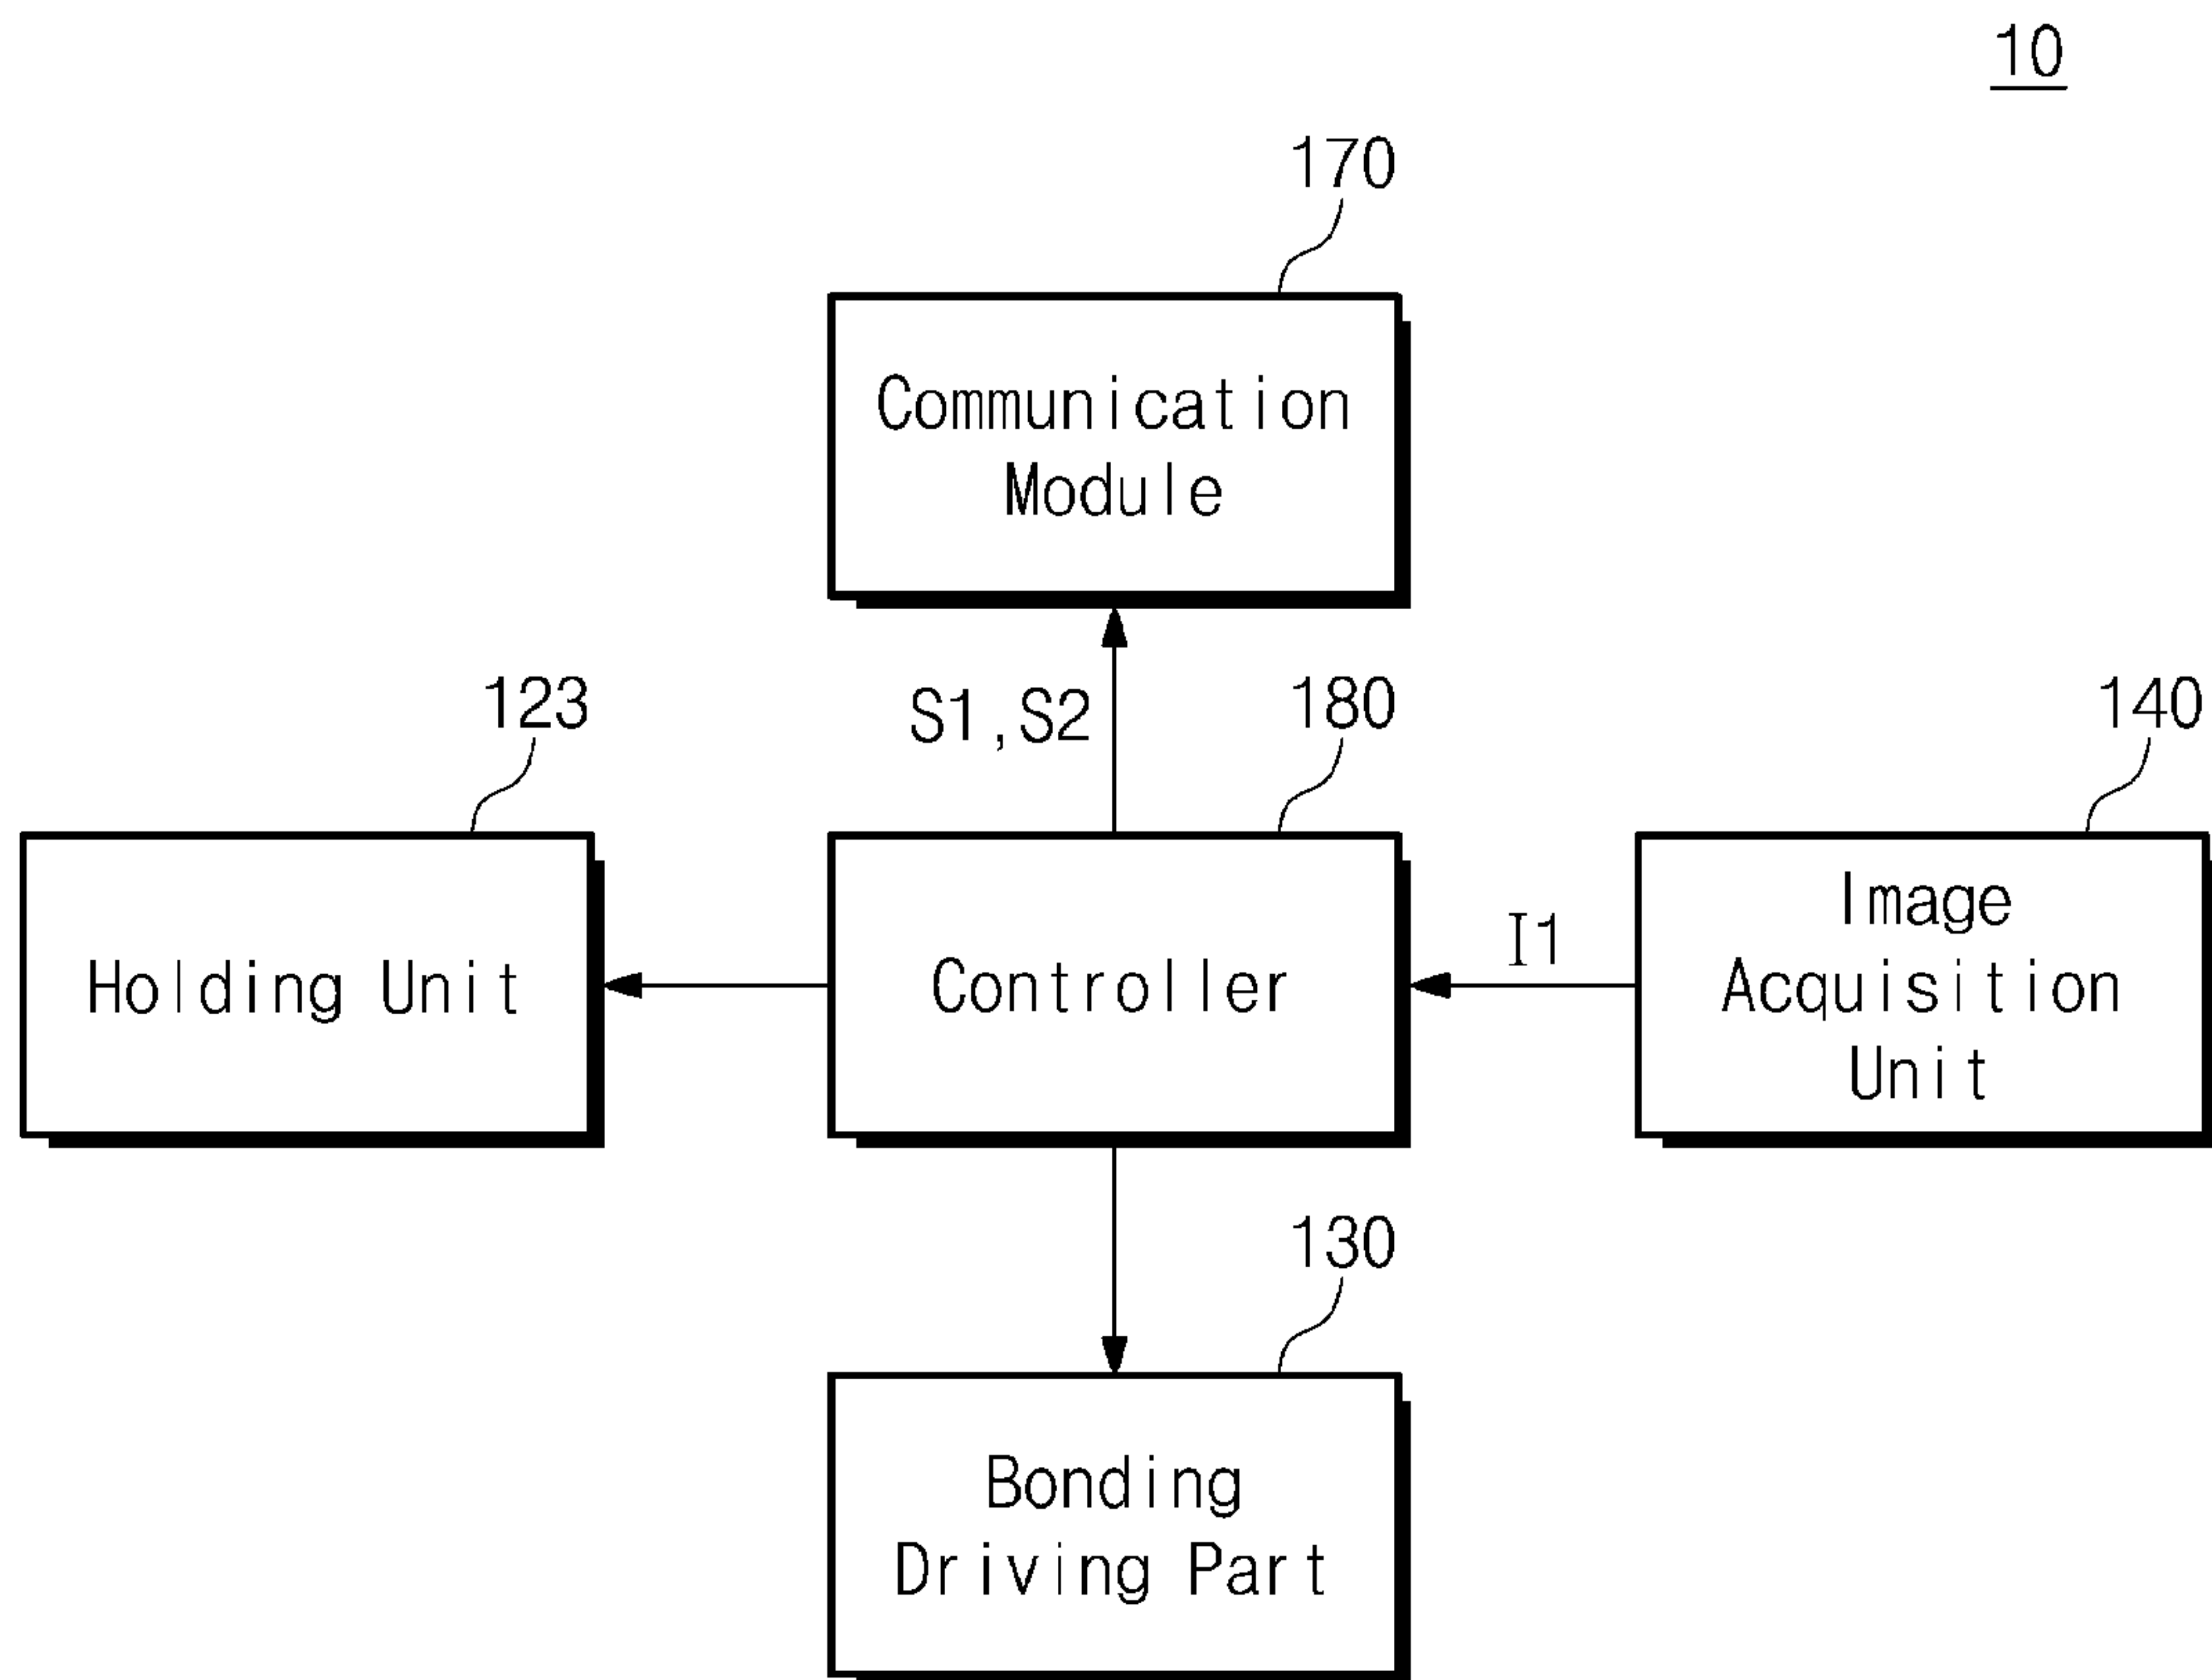 10
170
Communication
Module
S1,S2
123
180
140
Holding Unit
Controller
I1
Image
Acquisition
Unit
130
Bonding
Driving Part